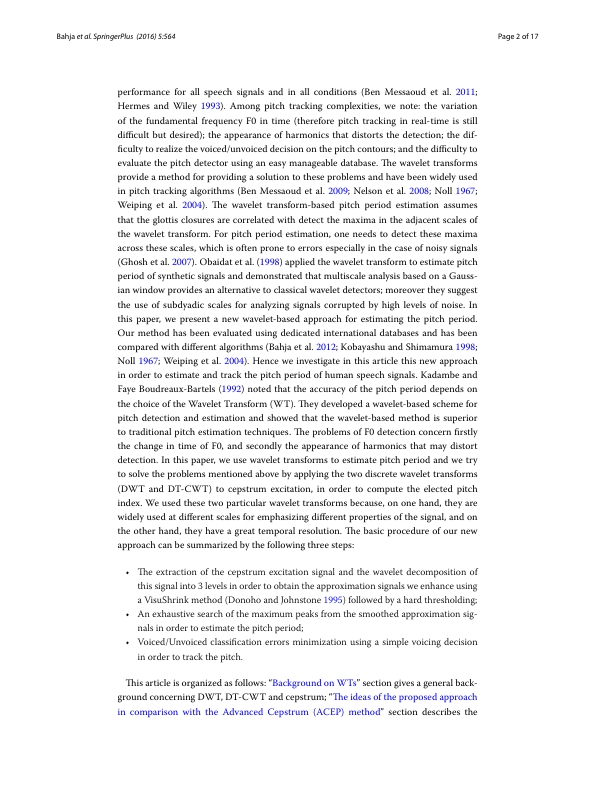 Bahja et al. SpringerPlus (2016) 5:564
Page 2 of 17
performance for all speech signals and in all conditions (Ben Messaoud et al. 2011;
Hermes and Wiley 1993). Among pitch tracking complexities, we note: the variation
of the fundamental frequency F0 in time (therefore pitch tracking in real-time is still
difficult but desired); the appearance of harmonics that distorts the detection; the dif-
ficulty to realize the voiced/unvoiced decision on the pitch contours; and the difficulty to
evaluate the pitch detector using an easy manageable database. The wavelet transforms
provide a method for providing a solution to these problems and have been widely used
in pitch tracking algorithms (Ben Messaoud et al. 2009; Nelson et al. 2008; Noll 1967;
Weiping et al. 2004). The wavelet transform-based pitch period estimation assumes
that the glottis closures are correlated with detect the maxima in the adjacent scales of
the wavelet transform. For pitch period estimation, one needs to detect these maxima
across these scales, which is often prone to errors especially in the case of noisy signals
(Ghosh et al. 2007). Obaidat et al. (1998) applied the wavelet transform to estimate pitch
period of synthetic signals and demonstrated that multiscale analysis based on a Gauss-
ian window provides an alternative to classical wavelet detectors; moreover they suggest
the use of subdyadic scales for analyzing signals corrupted by high levels of noise. In
this paper, we present a new wavelet-based approach for estimating the pitch period.
Our method has been evaluated using dedicated international databases and has been
compared with different algorithms (Bahja et al. 2012; Kobayashu and Shimamura 1998;
Noll 1967; Weiping et al. 2004). Hence we investigate in this article this new approach
in order to estimate and track the pitch period of human speech signals. Kadambe and
Faye Boudreaux-Bartels (1992) noted that the accuracy of the pitch period depends on
the choice of the Wavelet Transform (WT). They developed a wavelet-based scheme for
pitch detection and estimation and showed that the wavelet-based method is superior
to traditional pitch estimation techniques. The problems of F0 detection concern firstly
the change in time of F0, and secondly the appearance of harmonics that may distort
detection. In this paper, we use wavelet transforms to estimate pitch period and we try
to solve the problems mentioned above by applying the two discrete wavelet transforms
(DWT and DT-CWT) to cepstrum excitation, in order to compute the elected pitch
index. We used these two particular wavelet transforms because, on one hand, they are
widely used at different scales for emphasizing different properties of the signal, and on
the other hand, they have a great temporal resolution. The basic procedure of our new
approach can be summarized by the following three steps:
• The extraction of the cepstrum excitation signal and the wavelet decomposition of
this signal into 3 levels in order to obtain the approximation signals we enhance using
a VisuShrink method (Donoho and Johnstone 1995) followed by a hard thresholding;
• An exhaustive search of the maximum peaks from the smoothed approximation sig-
nals in order to estimate the pitch period;
• Voiced/Unvoiced classification errors minimization using a simple voicing decision
in order to track the pitch.
This article is organized as follows: “Background on WTs” section gives a general back-
ground concerning DWT, DT-CWT and cepstrum; “The ideas of the proposed approach
in comparison with the Advanced Cepstrum (ACEP) method” section describes the